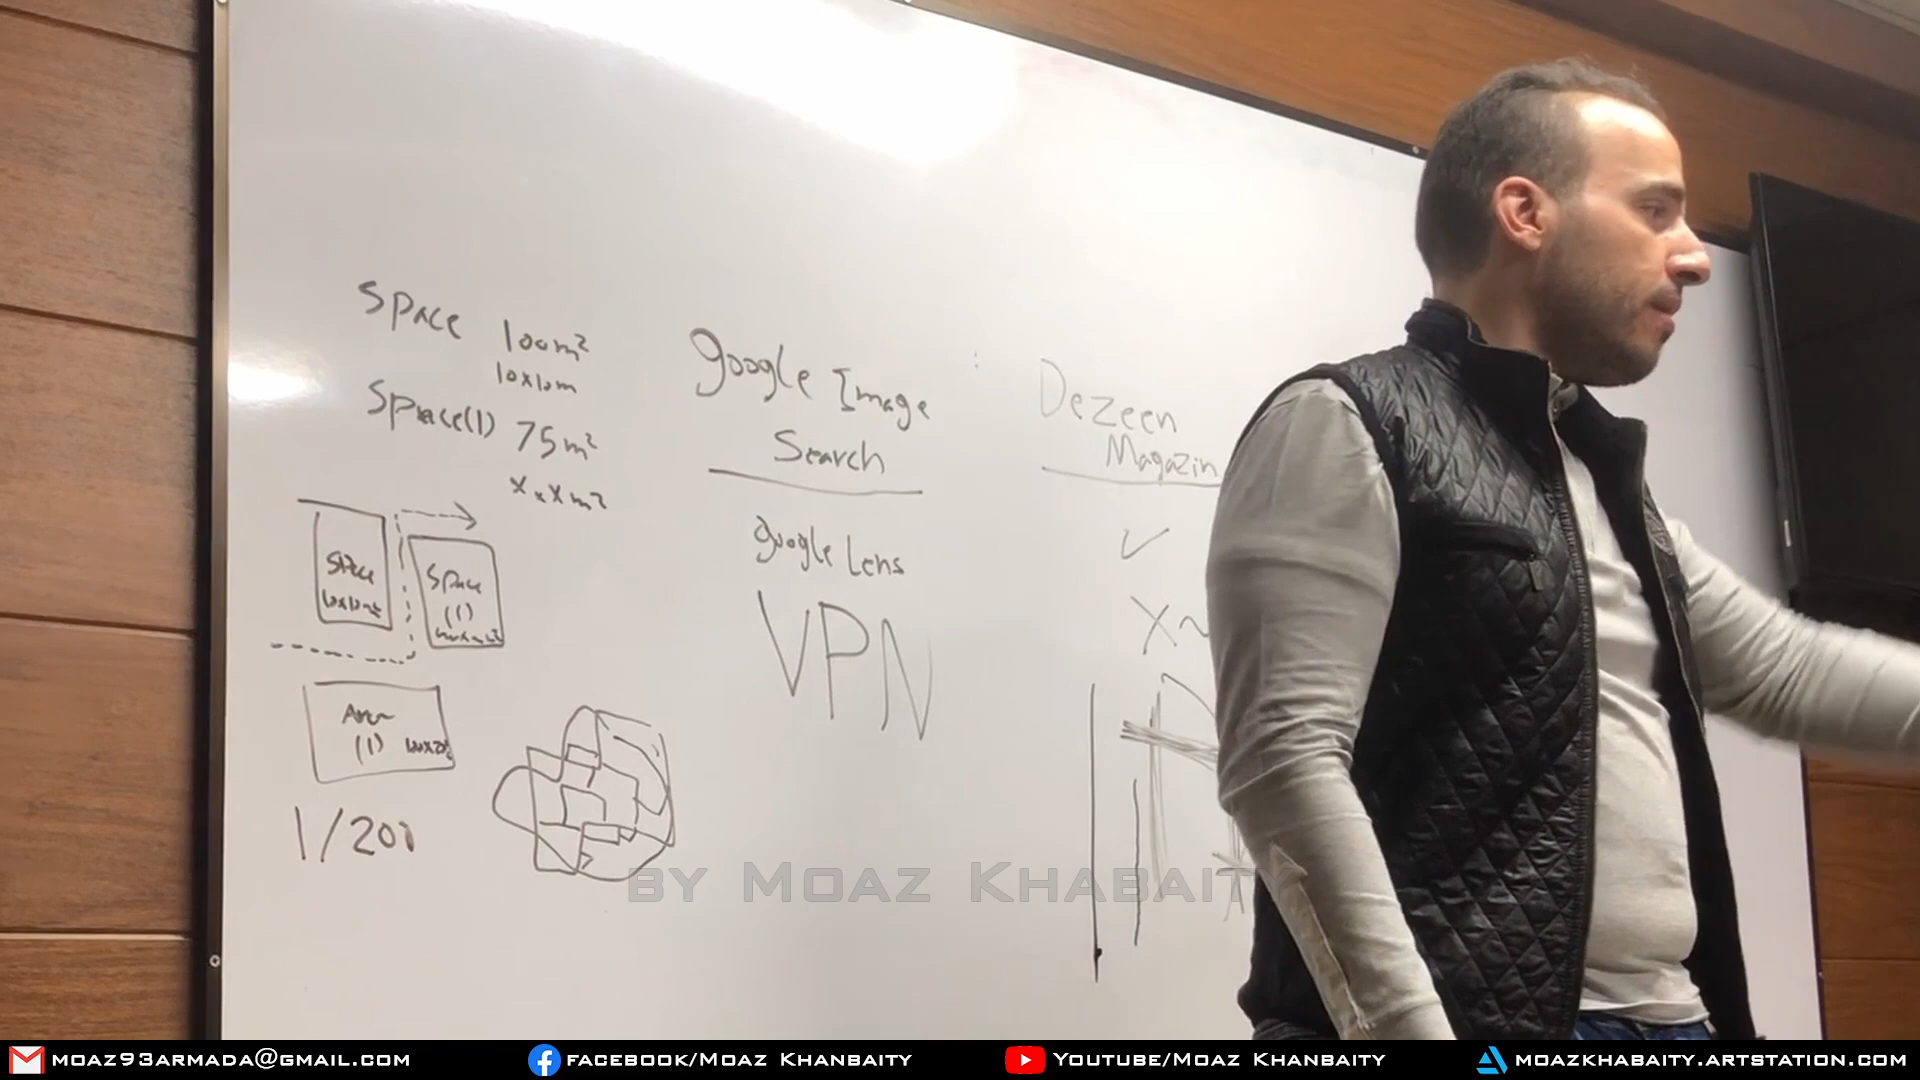 Space 100m²
10x10m
Space(1) 75m²
XxXm²
Space
Space
(1)
(1)
1/200
google Image
Search
google Lens
VPN
Dezeen
Magazin
by Moaz Khabaity
moaz93armada@gmail.com
facebook/Moaz Khanbaity
Youtube/Moaz Khanbaity
moazkhabaity.artstation.com